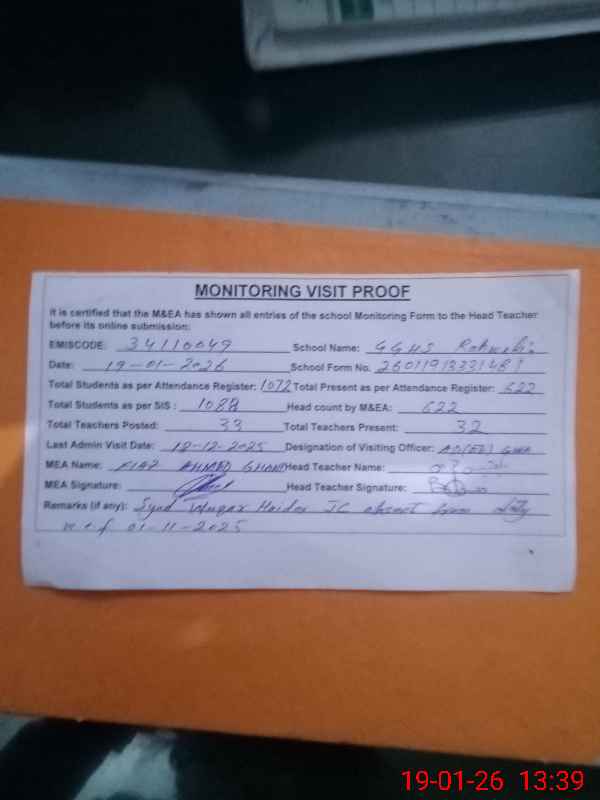 MONITORING VISIT PROOF
It is certified that the M&EA has shown all entries of the school Monitoring Form to the Head Teacher
before its online submission:
EMISCODE: 34110049 School Name: GGHS
Date: 19-01-2026 School Form No.
Total Students as per Attendance Register: 1072 Total Present as per Attendance Register: 622
Total Students as per SIS : 1088 Head count by M&EA: 622
Total Teachers Posted: 33 Total Teachers Present: 32
Last Admin Visit Date: 18-12-2025 Designation of Visiting Officer:
MEA Name: AHMED Head Teacher Name:
MEA Signature: Head Teacher Signature:
Remarks (if any): Syed Haider JC absent from duty
w.e.f 01-11-2025
19-01-26 13:39